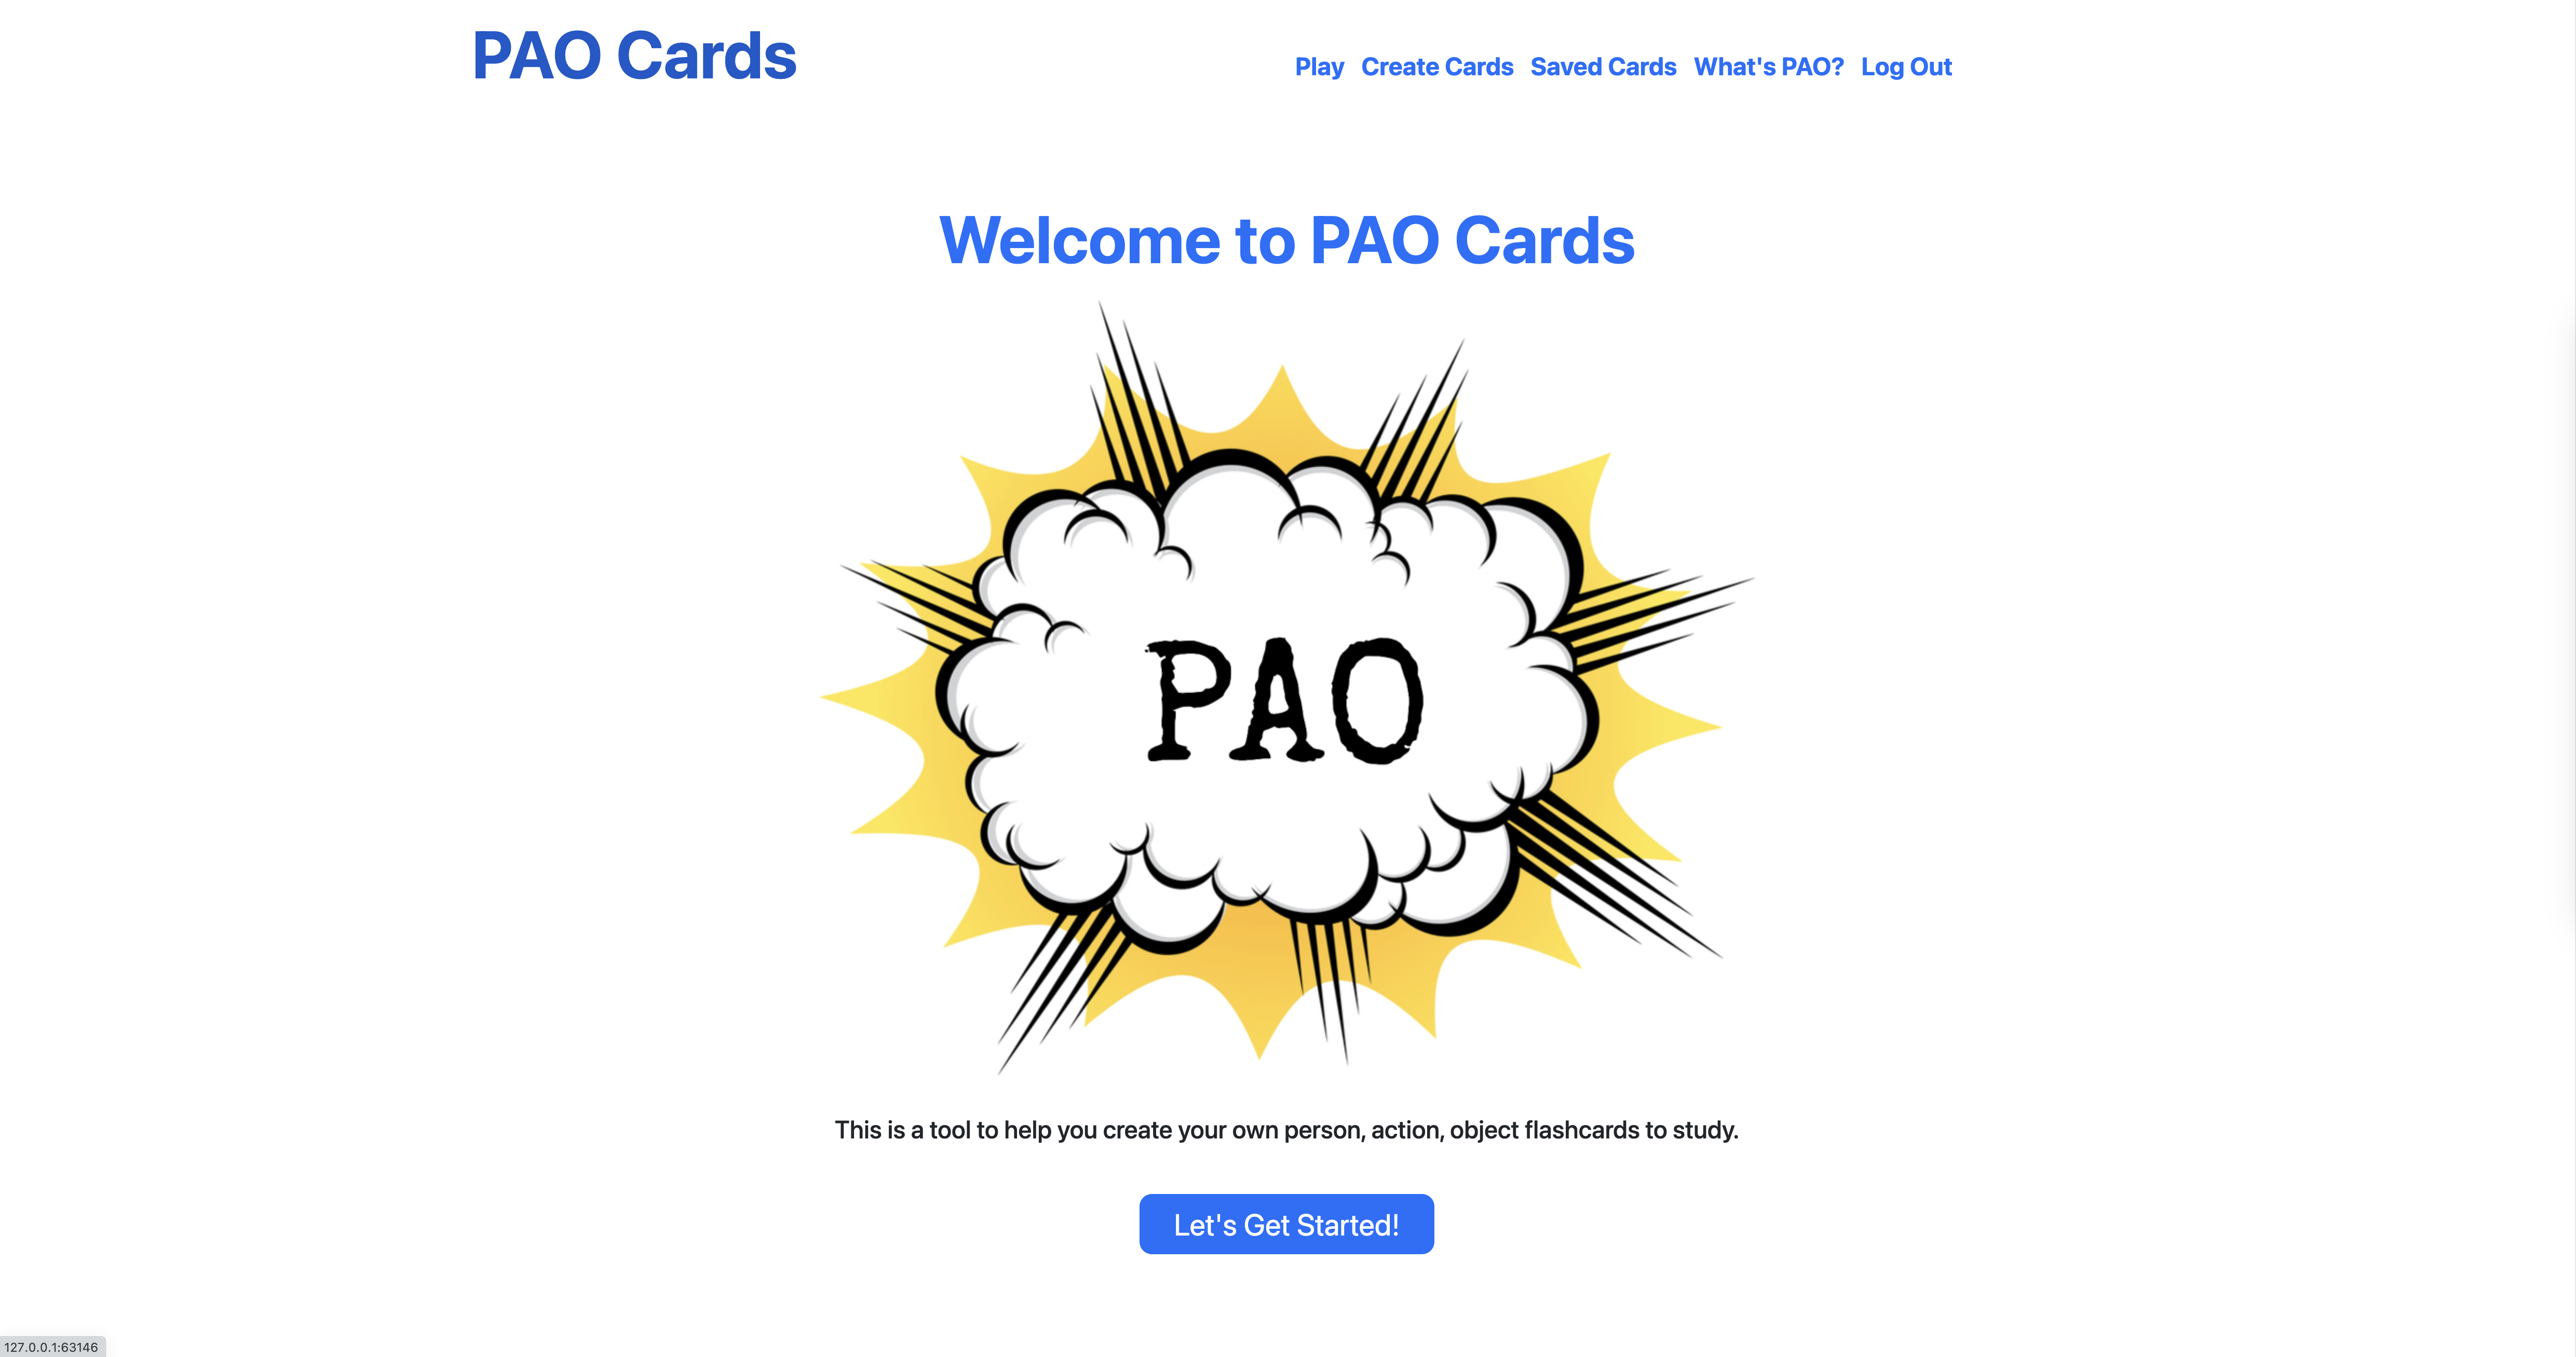 PAO Cards
Play Create Cards Saved Cards What's PAO? Log Out
Welcome to PAO Cards
PAO
This is a tool to help you create your own person, action, object flashcards to study.
Let's Get Started!
127.0.0.1:63146